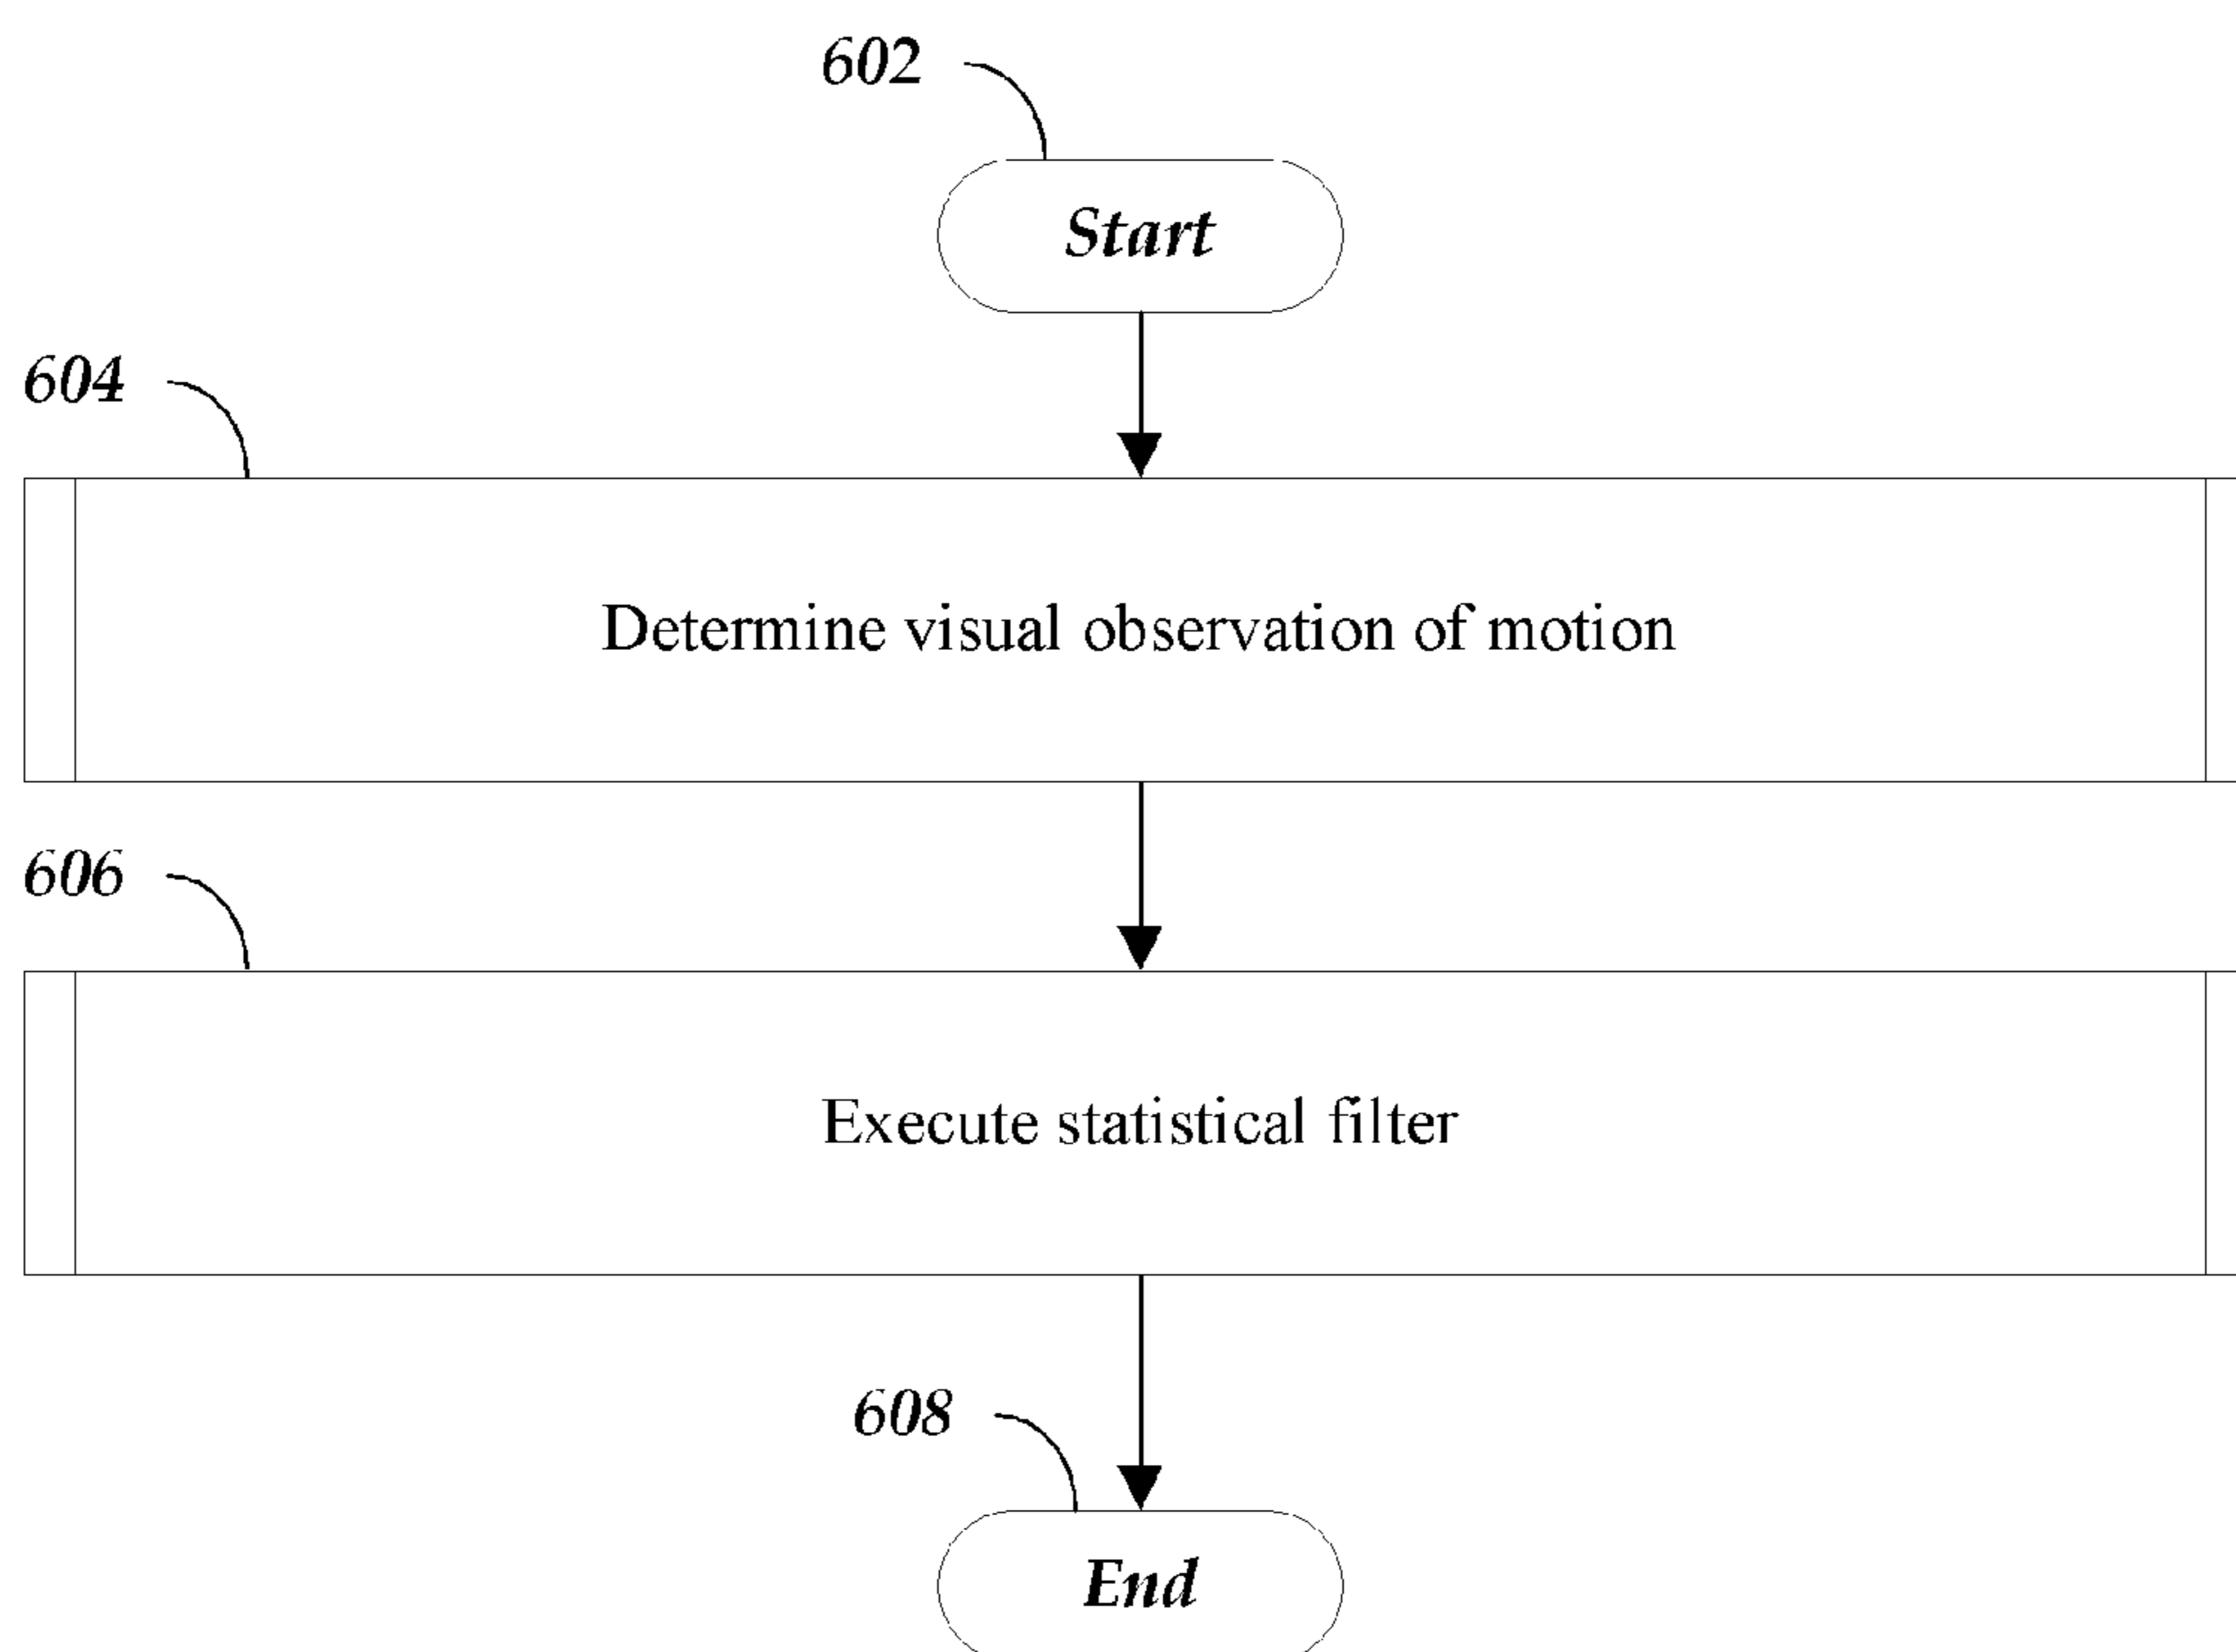 602
Start
604
Determine visual observation of motion
606
Execute statistical filter
608
End